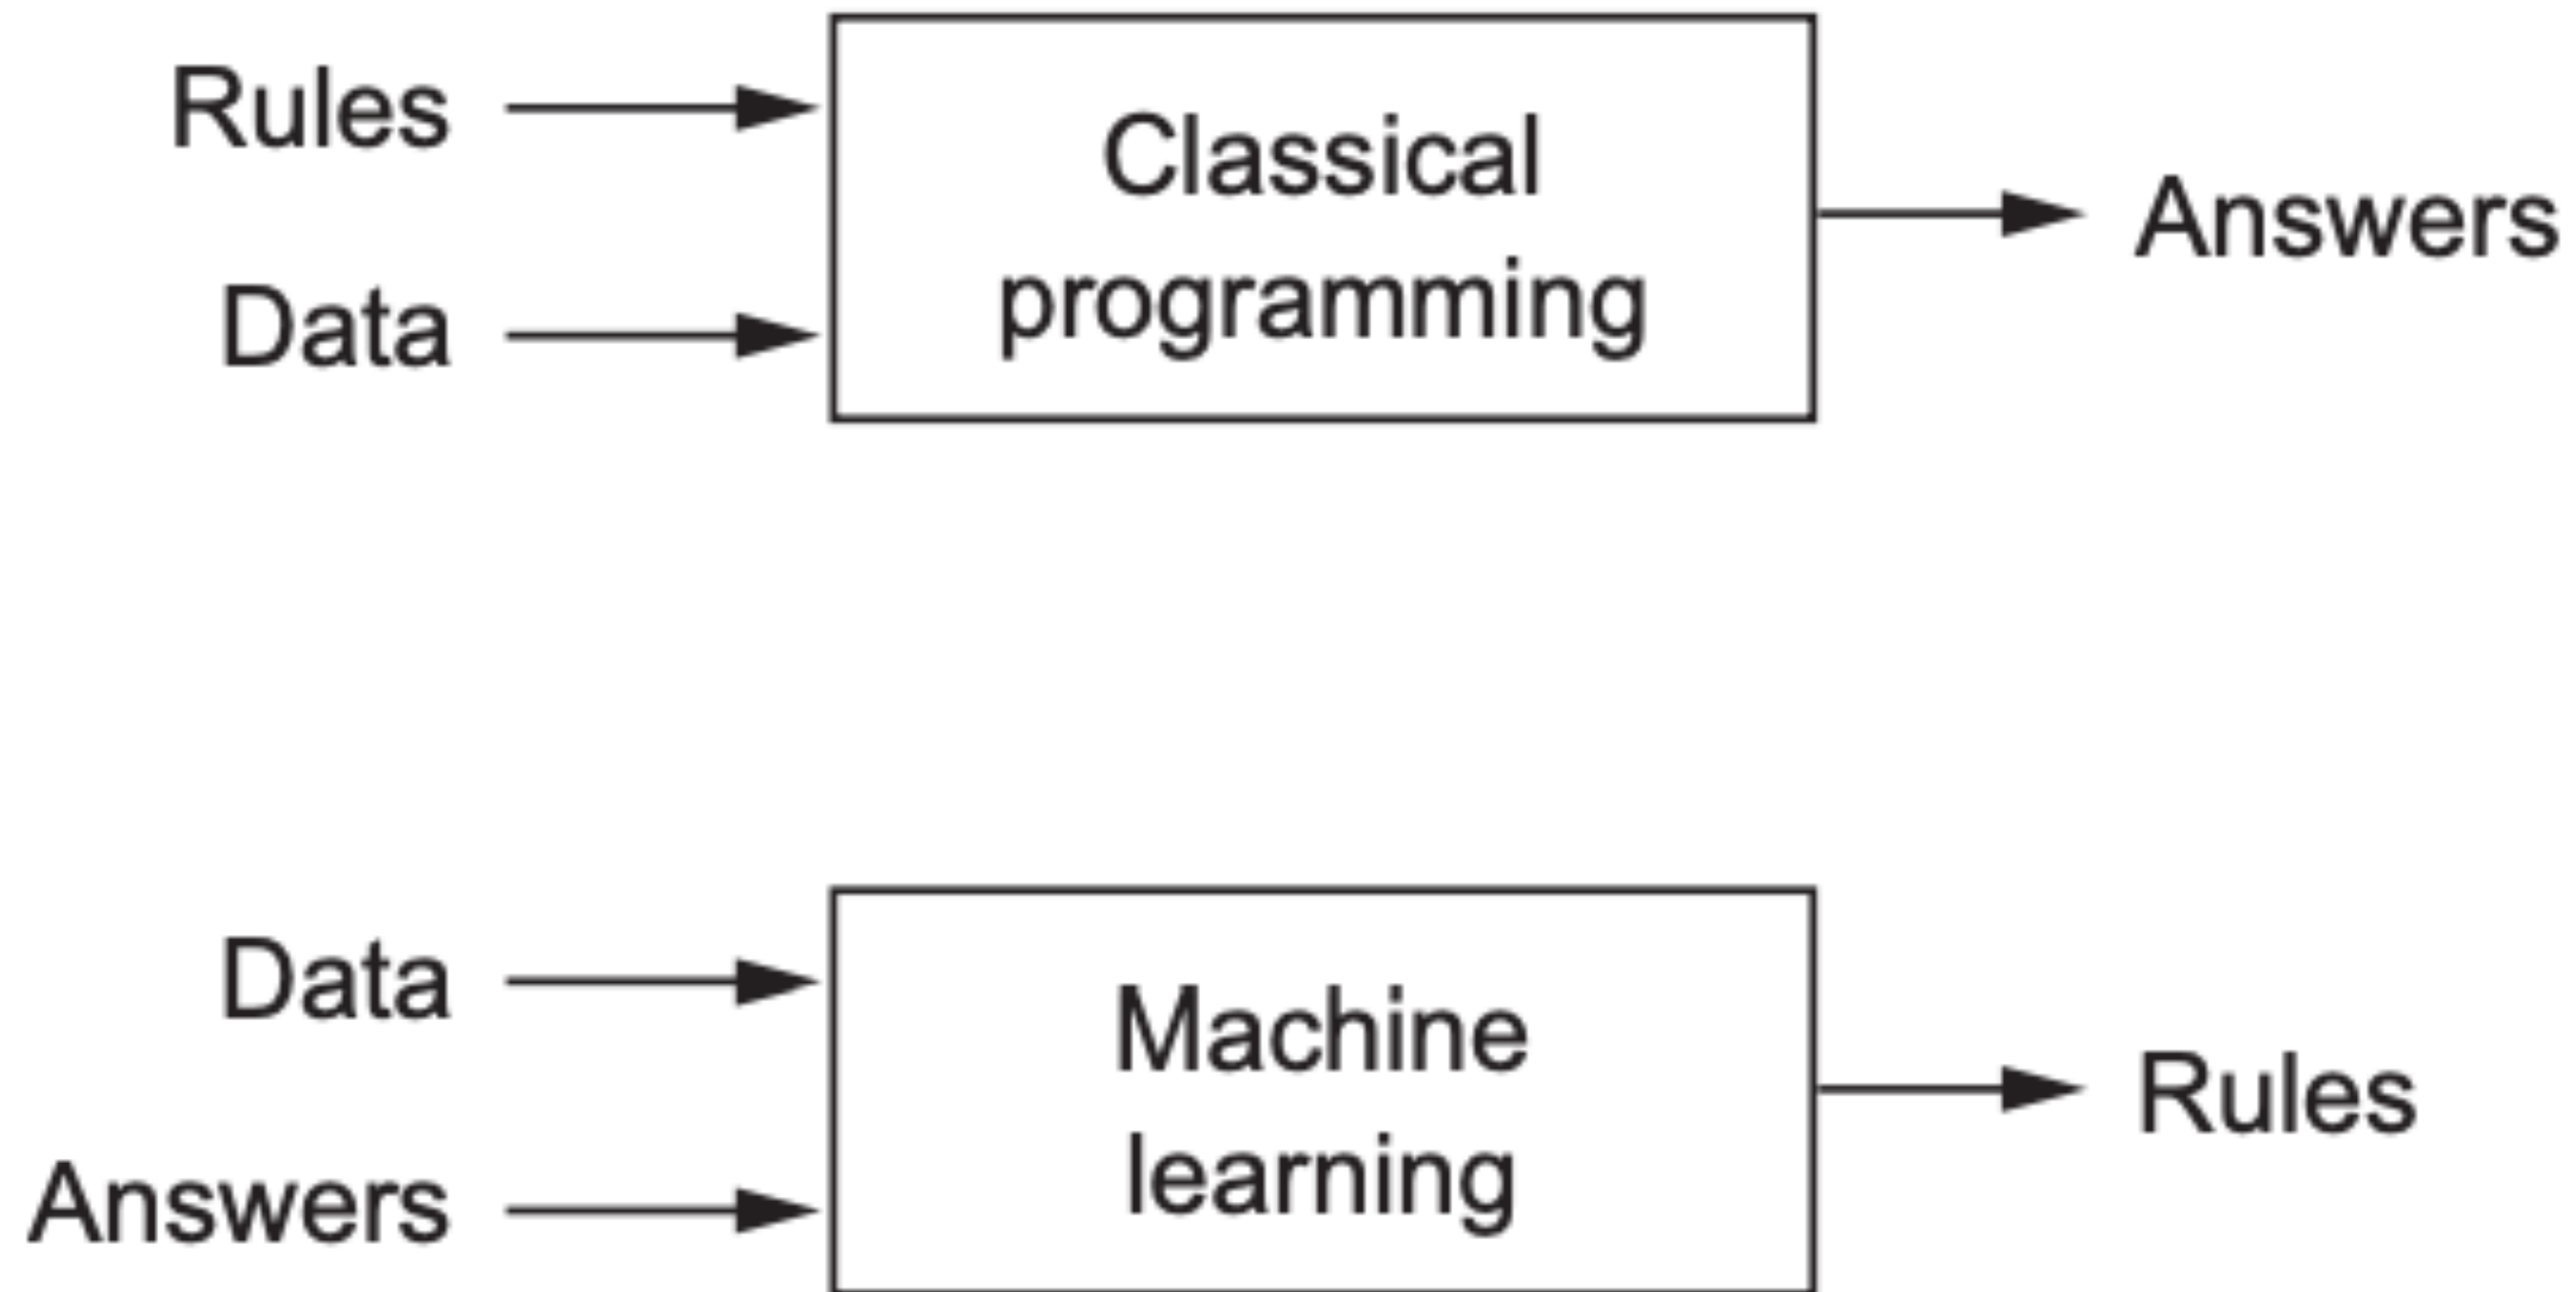 Rules
Data
Classical
programming
Answers
Data
Answers
Machine
learning
Rules